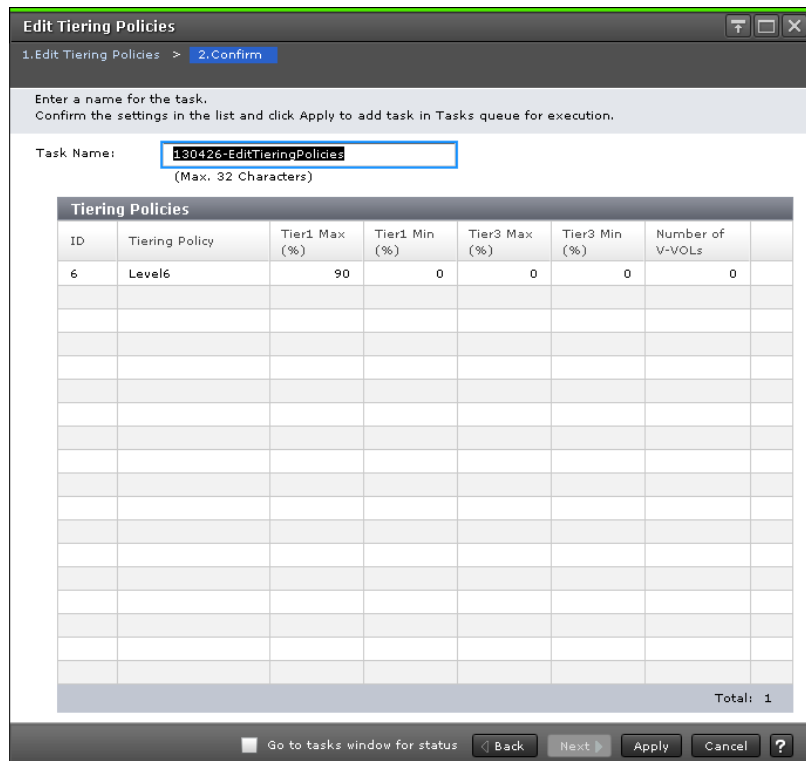 Edit Tiering Policies
1.Edit Tiering Policies > 2.Confirm
Enter a name for the task.
Confirm the settings in the list and click Apply to add task in Tasks queue for execution.
Task Name: 130426-EditTieringPolicies
(Max. 32 Characters)
Tiering Policies
ID Tiering Policy Tier1 Max (%) Tier1 Min (%) Tier3 Max (%) Tier3 Min (%) Number of V-VOLs
6 Level6 90 0 0 0 0
Total: 1
Go to tasks window for status Back Next Apply Cancel ?